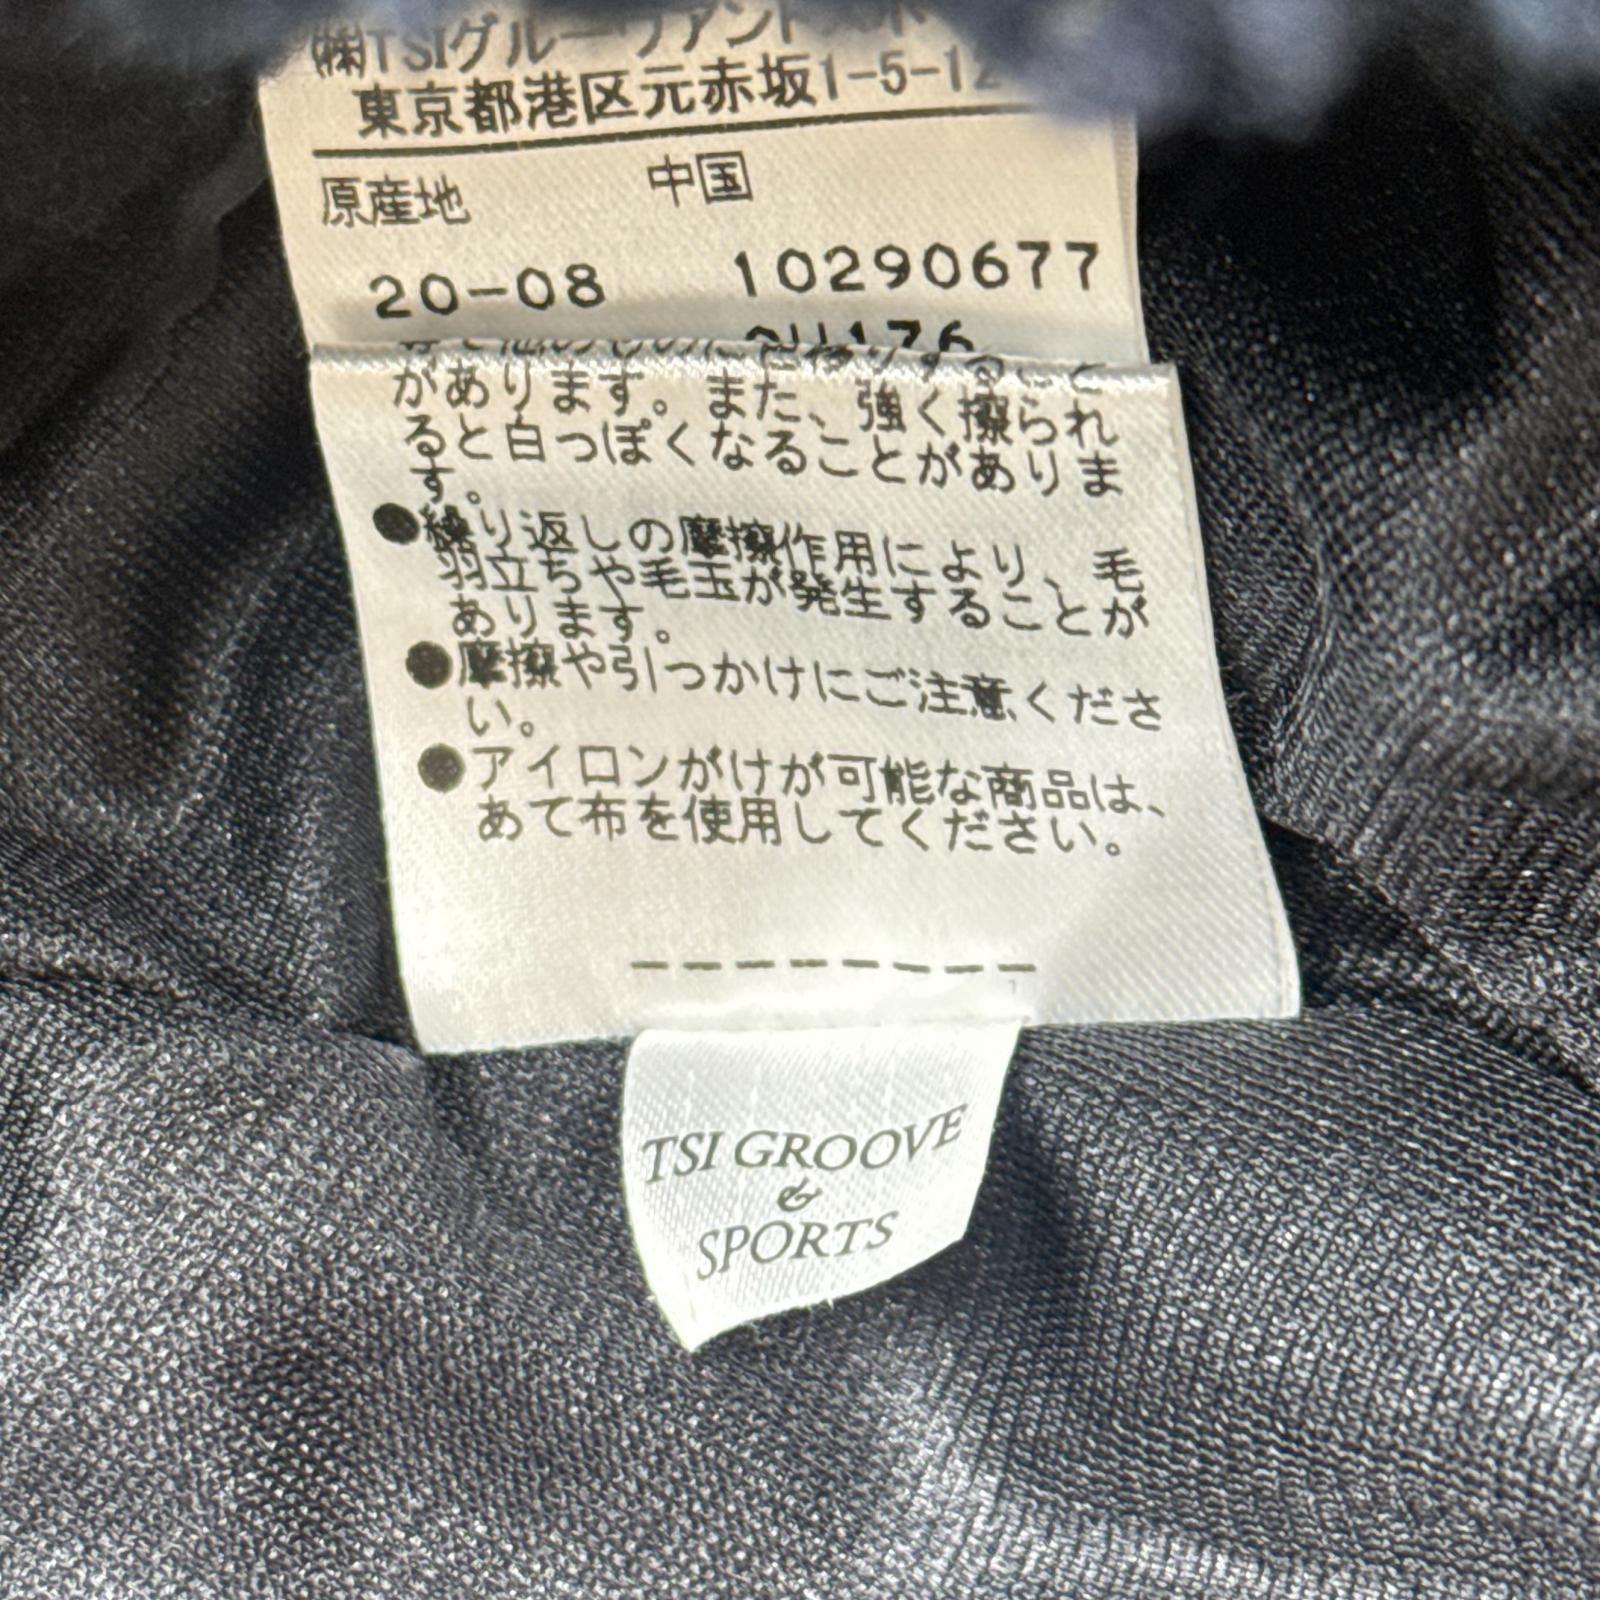 ㈱TSIグルーヴアンドスポ
東京都港区元赤坂1-5-12
原産地 中国
20-08 10290677
があります。また、強く擦られ
ると白っぽくなることがありま
す。
●繰り返しの摩擦作用により、毛
羽立ちや毛玉が発生することが
あります。
●摩擦や引っかけにご注意くださ
い。
●アイロンがけが可能な商品は、
あて布を使用してください。
TSI GROOVE
&
SPORTS